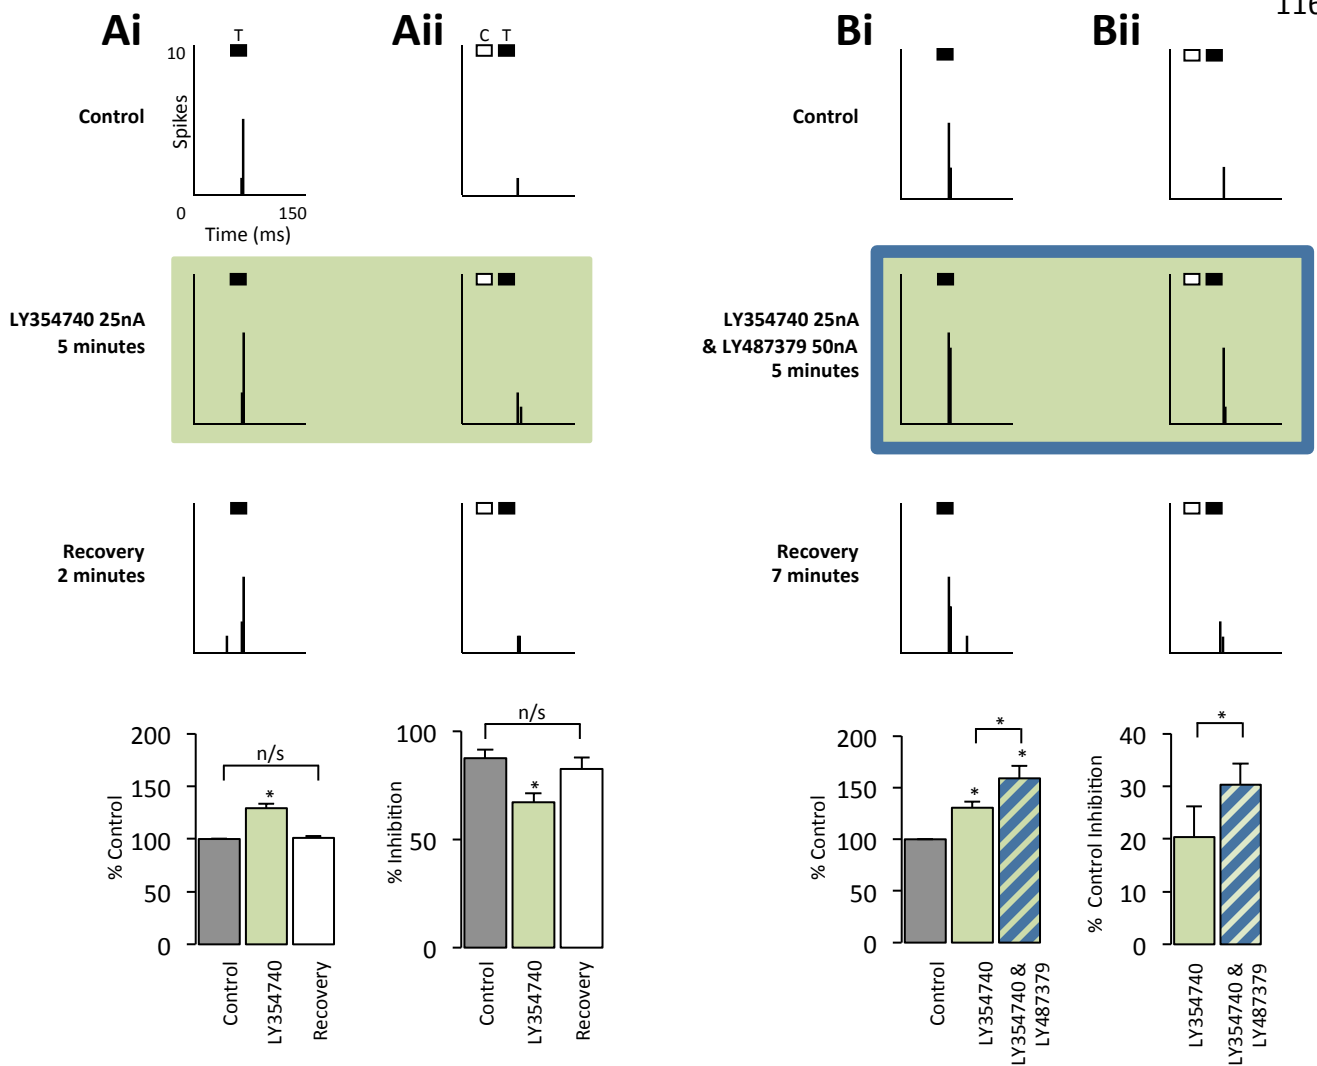 116
Ai
Aii
Bi
Bii
T
C T
10
Spikes
Control
0
150
Time (ms)
Control
LY354740 25nA
5 minutes
LY354740 25nA
& LY487379 50nA
5 minutes
Recovery
2 minutes
Recovery
7 minutes
200
150
100
50
0
% Control
n/s
*
Control
LY354740
Recovery
100
50
0
% Inhibition
n/s
*
Control
LY354740
Recovery
200
150
100
50
0
% Control
*
*
*
Control
LY354740
LY354740 &
LY487379
40
30
20
10
0
% Control Inhibition
*
LY354740
LY354740 &
LY487379